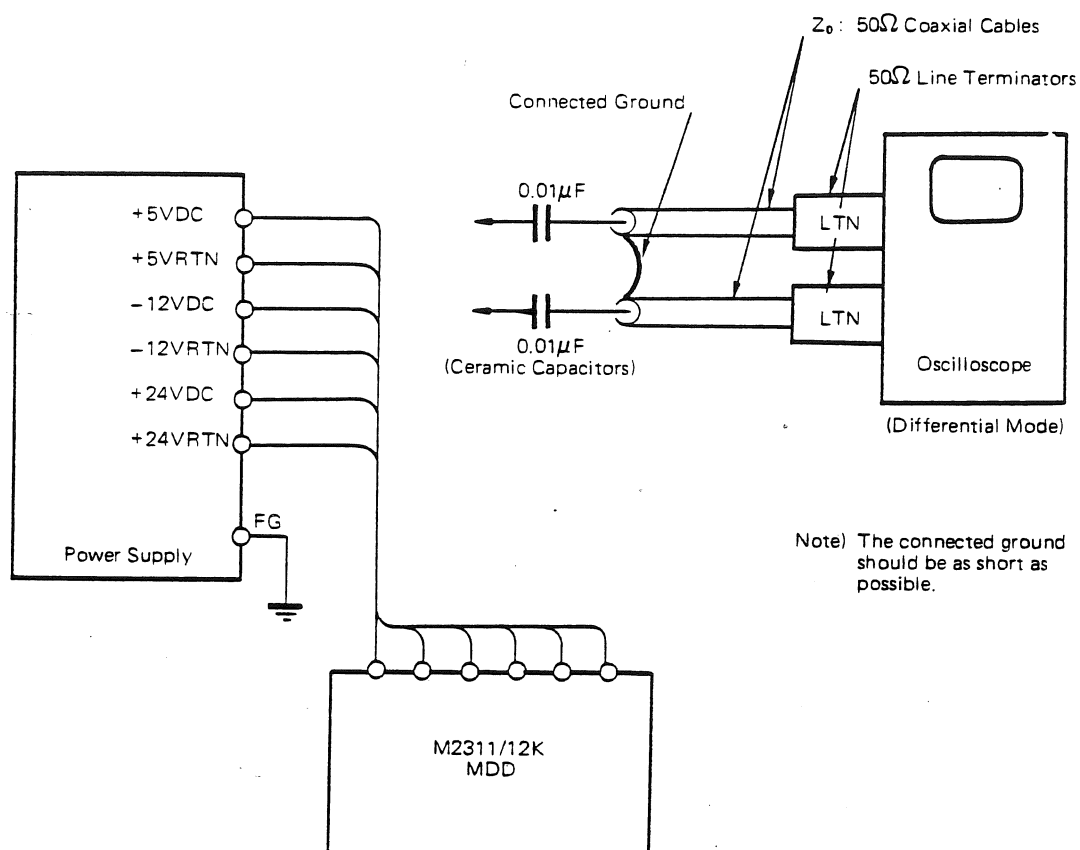 Z₀: 50Ω Coaxial Cables
50Ω Line Terminators
Connected Ground
0.01μF
LTN
LTN
0.01μF
(Ceramic Capacitors)
Oscilloscope
(Differential Mode)
+5VDC
+5VRTN
−12VDC
−12VRTN
+24VDC
+24VRTN
FG
Power Supply
Note) The connected ground
should be as short as
possible.
M2311/12K
MDD